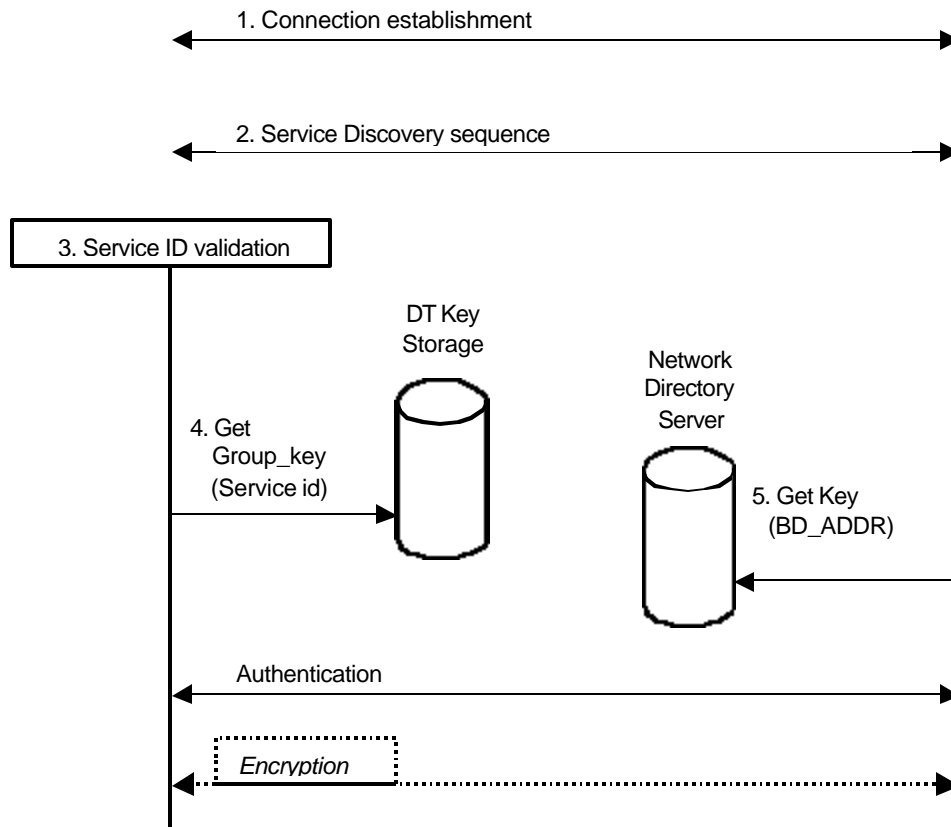 1. Connection establishment
2. Service Discovery sequence
3. Service ID validation
DT Key
Storage
Network
Directory
Server
4. Get
Group_key
(Service id)
5. Get Key
(BD_ADDR)
Authentication
Encryption